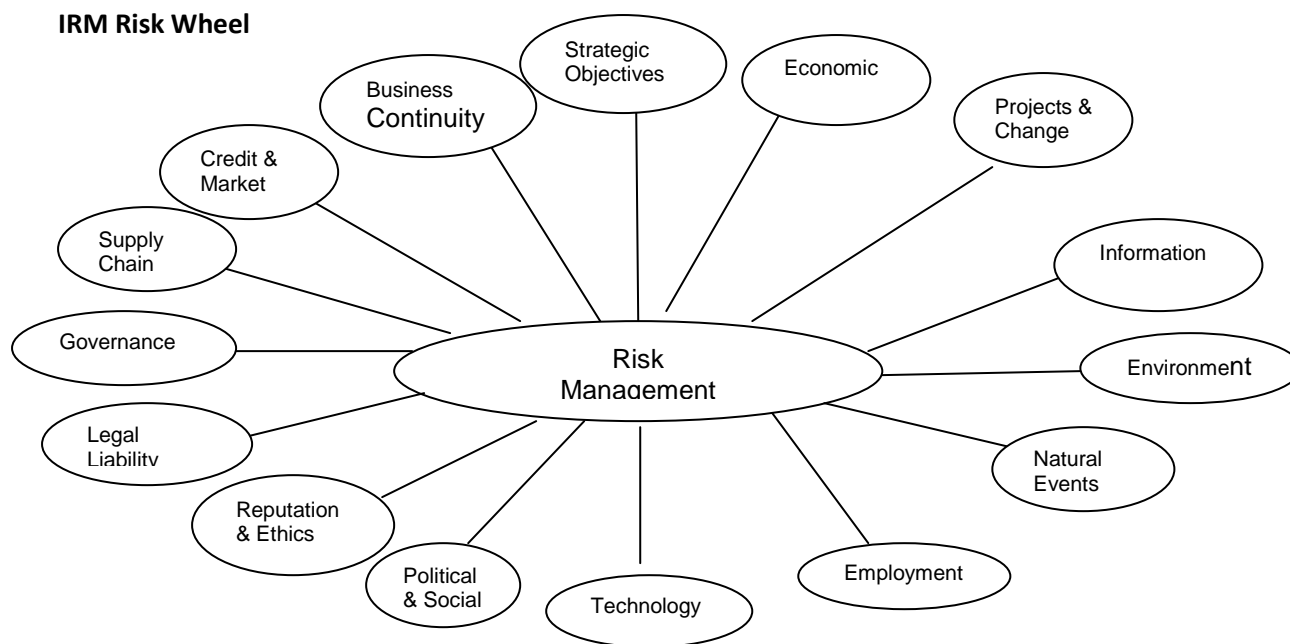 IRM Risk Wheel
Strategic
Objectives
Economic
Business
Continuity
Projects &
Change
Credit &
Market
Supply
Chain
Information
Governance
Risk
Management
Environment
Legal
Liability
Natural
Events
Reputation
& Ethics
Political
& Social
Technology
Employment